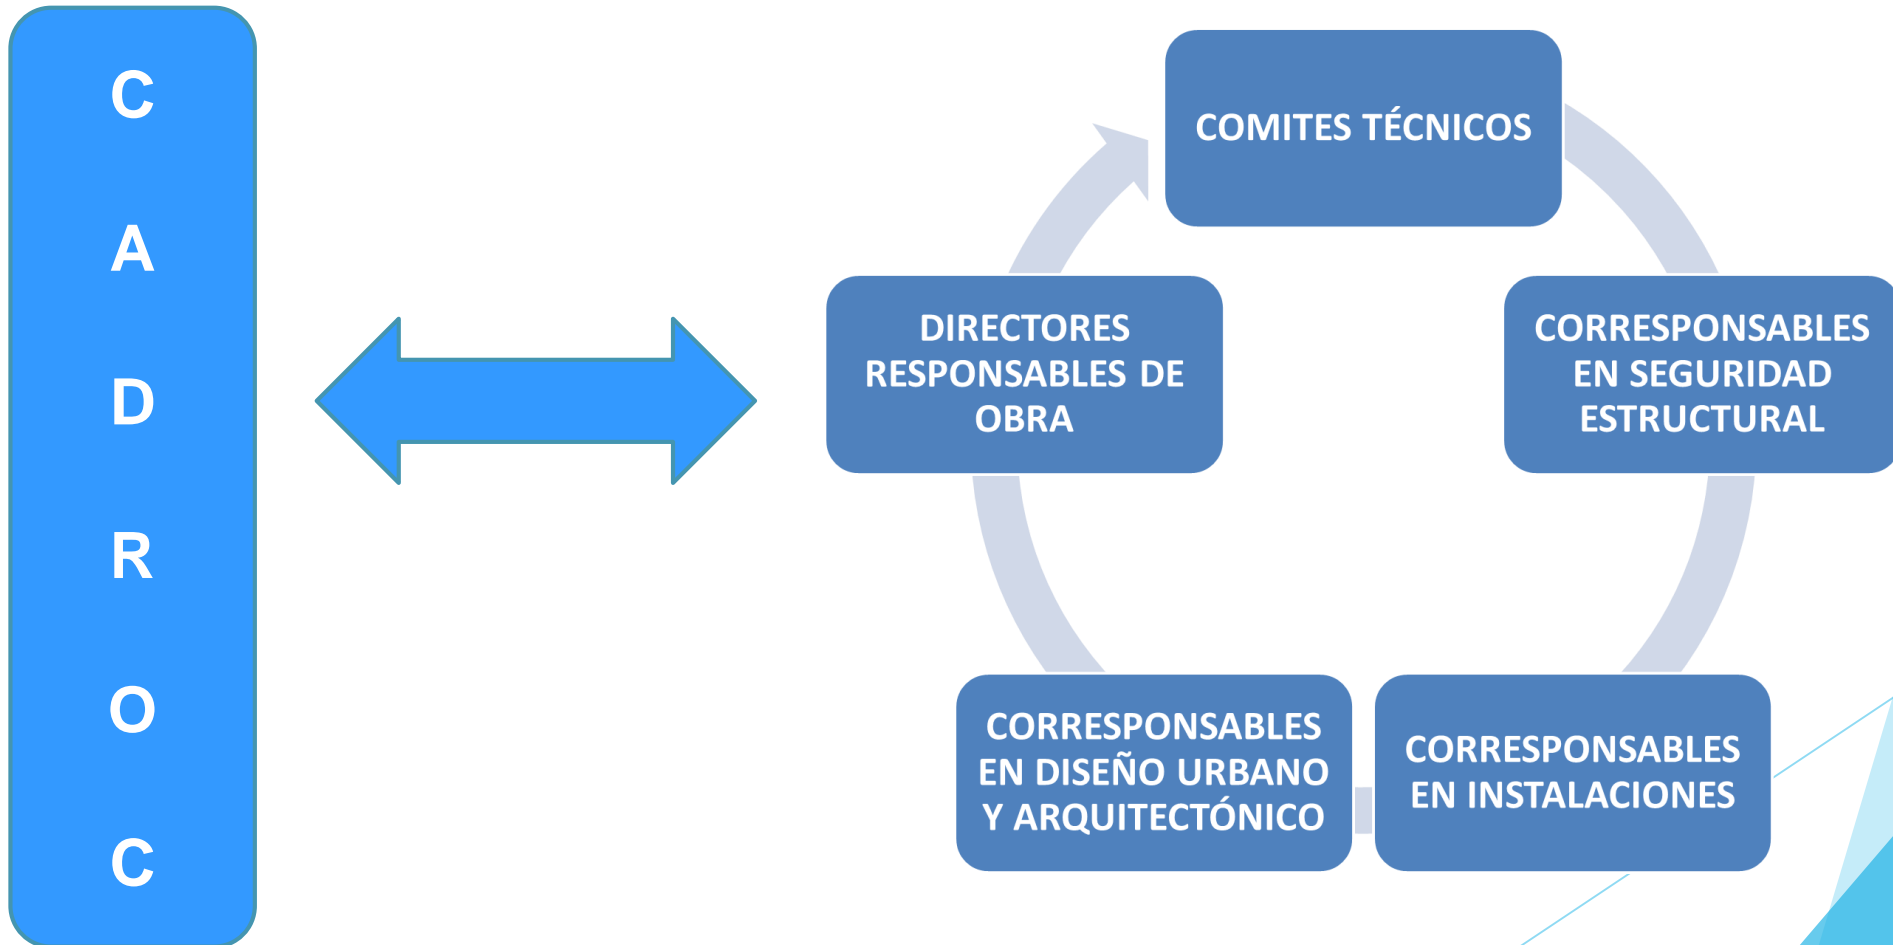 C
A
D
R
O
C
COMITES TÉCNICOS
CORRESPONSABLES
EN SEGURIDAD
ESTRUCTURAL
CORRESPONSABLES
EN INSTALACIONES
CORRESPONSABLES
EN DISEÑO URBANO
Y ARQUITECTÓNICO
DIRECTORES
RESPONSABLES DE
OBRA